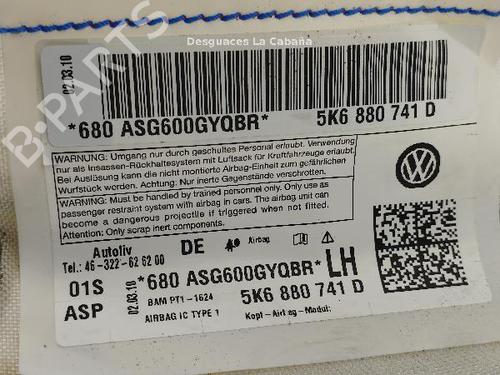 Desguaces La Cabaña
B-PARTS
02.03.10
*680 ASG600GYQBR*
5K6 880 741 D
WARNUNG: Umgang nur durch geschultes Personal erlaubt. Verwendung nur
als Insassen-Rückhaltesystem mit Luftsack für Kraftfahrzeuge erlaubt.
Bei Auslösung kann die nicht montierte Airbag-Einheit zum gefährlichen
Wurfstück werden. Achtung: Nur inerte Gegenstände verschrotten.
WARNING: Must be handled by trained personnel only. Only use as
passenger restraint system with airbag in cars. The airbag unit can
become a dangerous projectile if triggered when not fitted.
Attention: Only scrap inert components.
Autoliv
Tel.: 46-322-62 62 00
DE
Airbag
01S
ASP
02.03.10
*680 ASG600GYQBR*
LH
BAM PT1-1624
5K6 880 741 D
AIRBAG IC TYPE 1
Kopf-Airbag-Modul